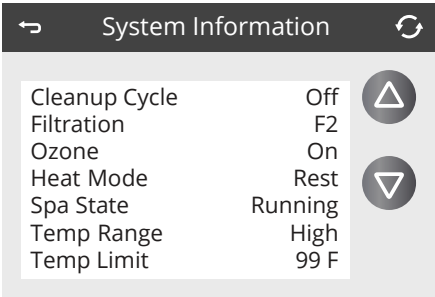 System Information
Cleanup Cycle Off
Filtration F2
Ozone On
Heat Mode Rest
Spa State Running
Temp Range High
Temp Limit 99 F